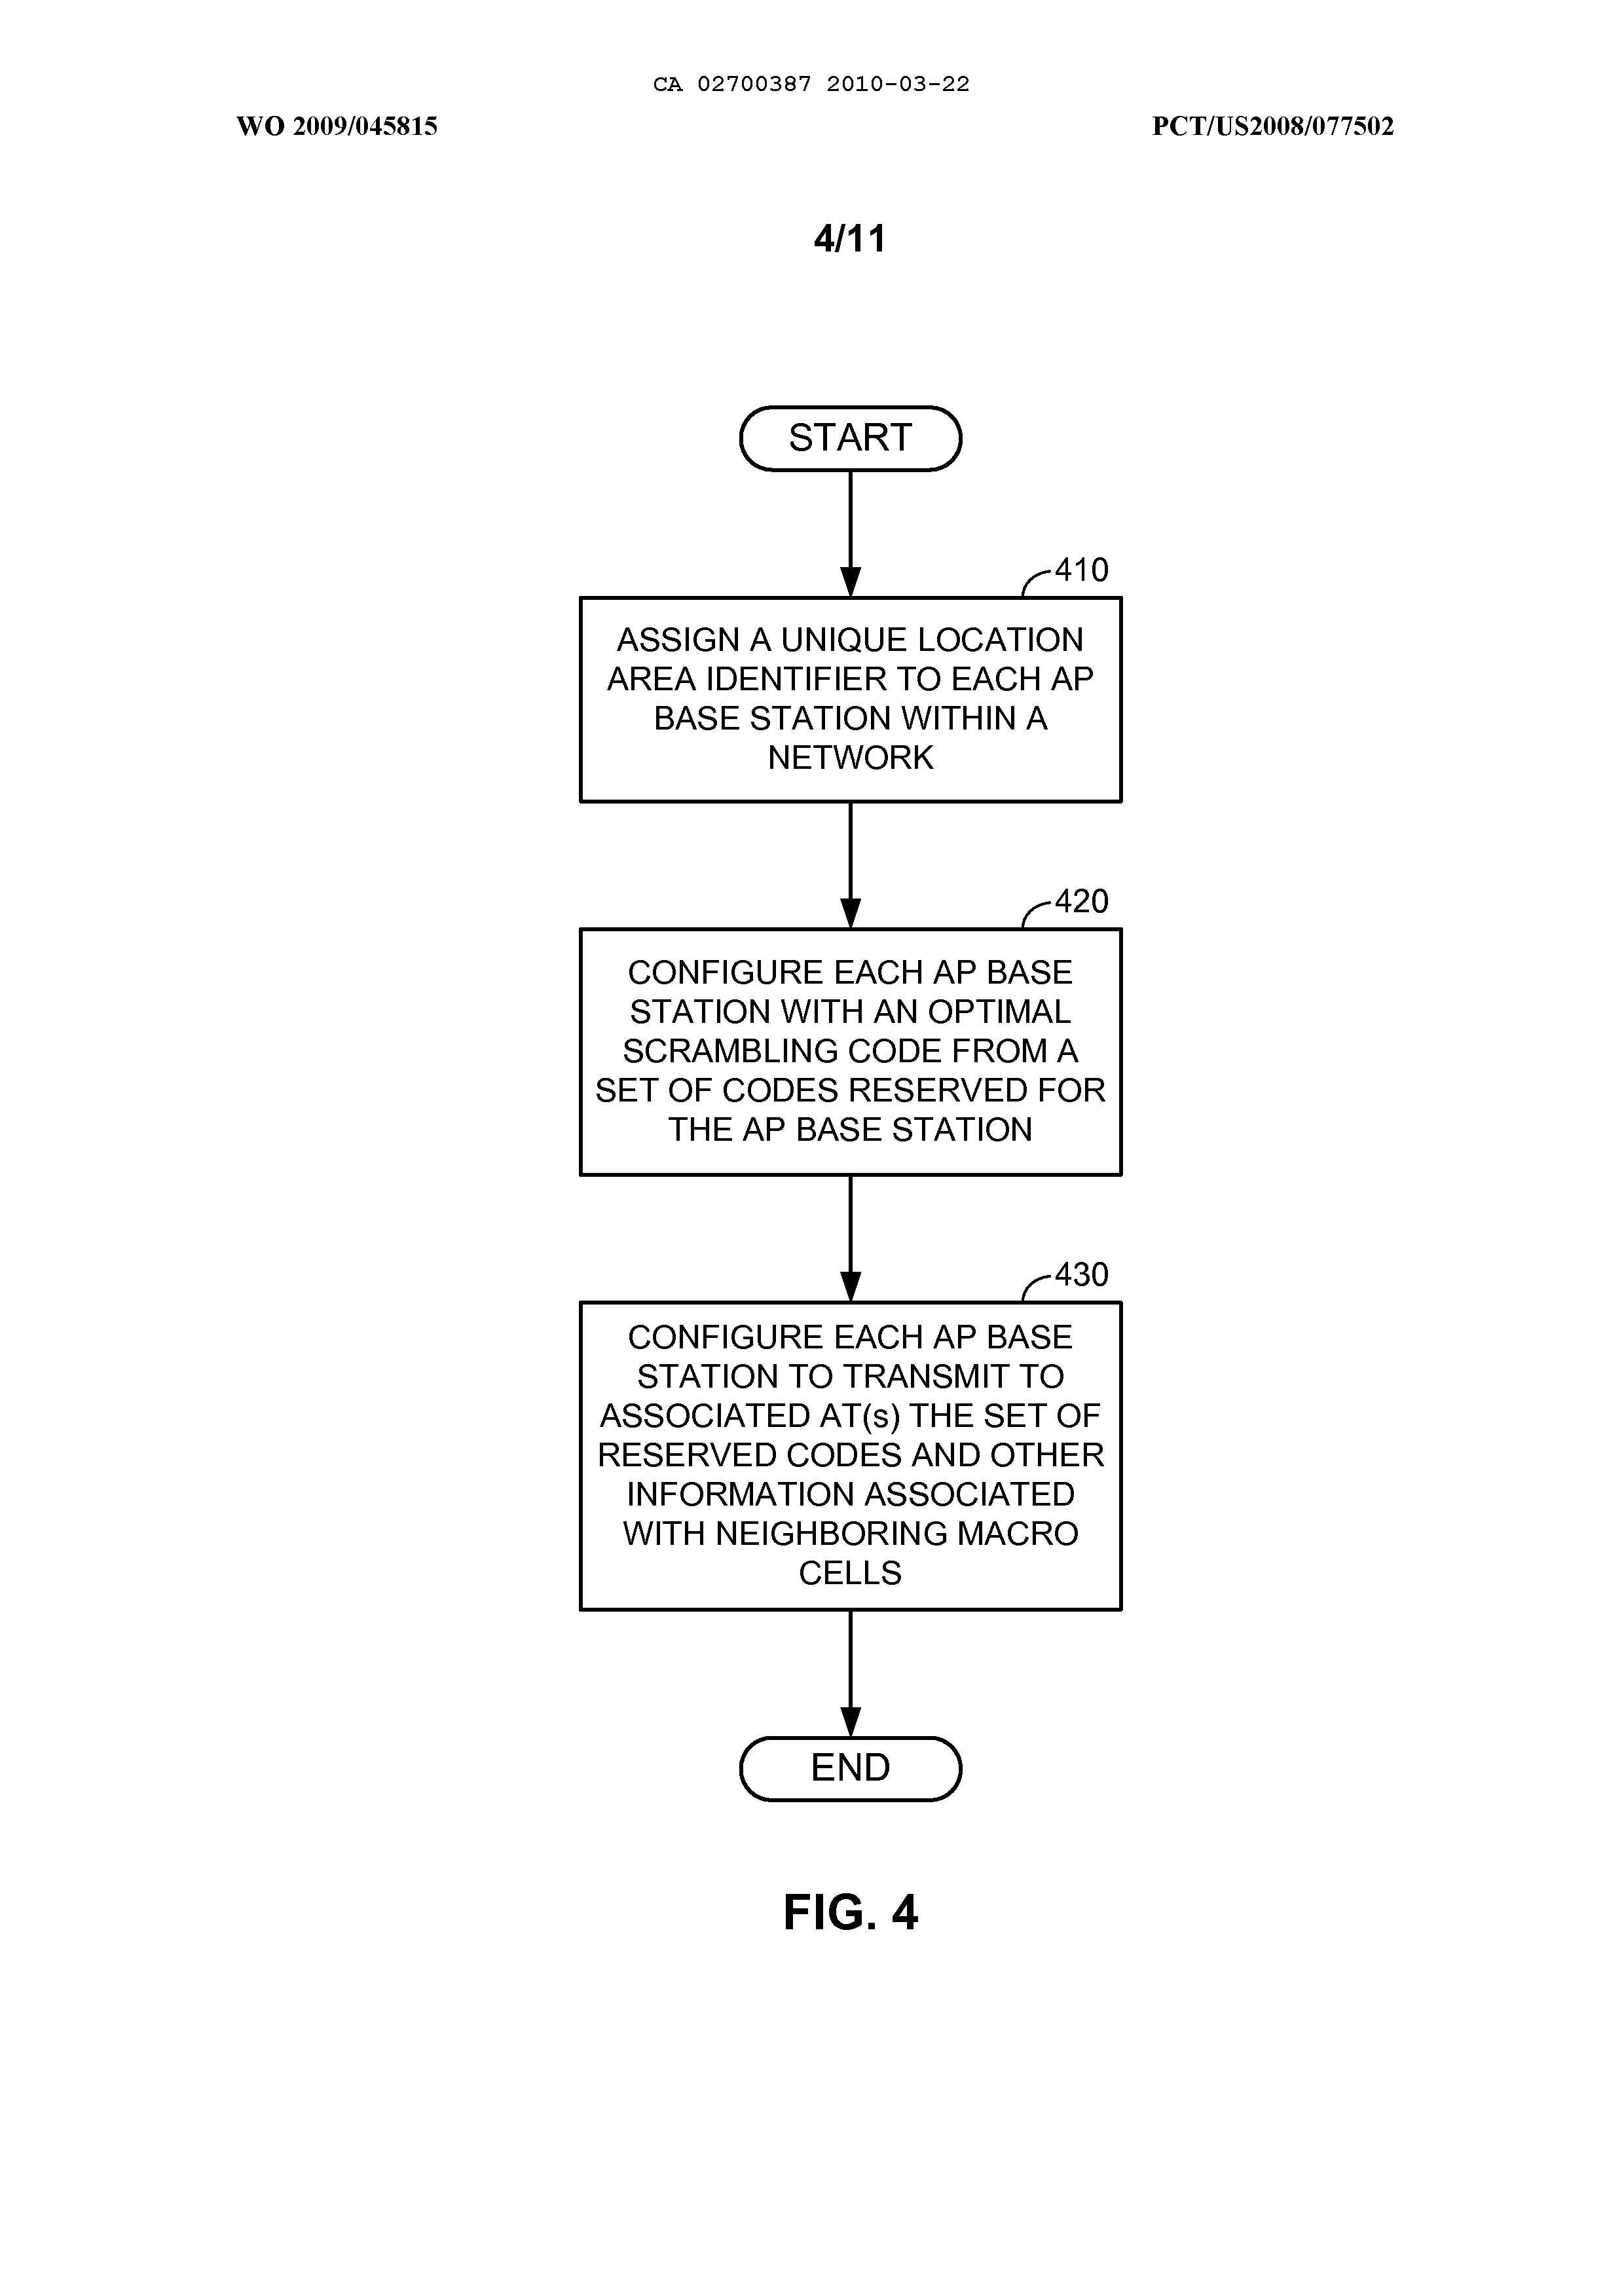 CA 02700387 2010-03-22
WO 2009/045815
PCT/US2008/077502
4/11
START
410
ASSIGN A UNIQUE LOCATION
AREA IDENTIFIER TO EACH AP
BASE STATION WITHIN A
NETWORK
420
CONFIGURE EACH AP BASE
STATION WITH AN OPTIMAL
SCRAMBLING CODE FROM A
SET OF CODES RESERVED FOR
THE AP BASE STATION
430
CONFIGURE EACH AP BASE
STATION TO TRANSMIT TO
ASSOCIATED AT(s) THE SET OF
RESERVED CODES AND OTHER
INFORMATION ASSOCIATED
WITH NEIGHBORING MACRO
CELLS
END
FIG. 4